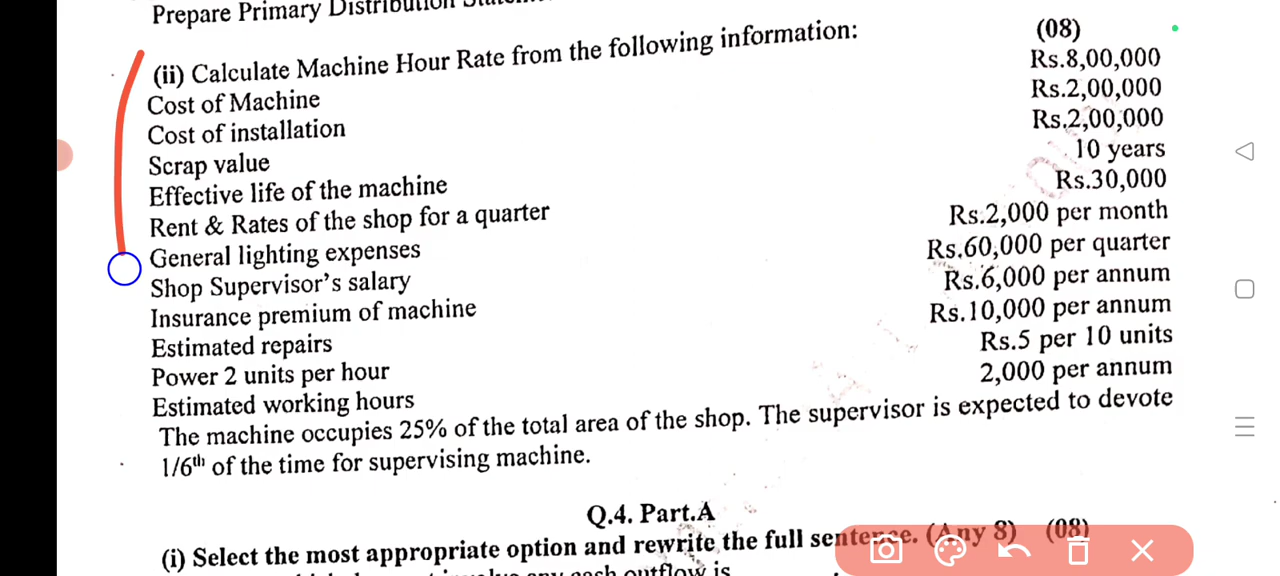 Prepare Primary Distribution
(ii) Calculate Machine Hour Rate from the following information: (08)
Cost of Machine Rs.8,00,000
Cost of installation Rs.2,00,000
Scrap value Rs.2,00,000
Effective life of the machine 10 years
Rent & Rates of the shop for a quarter Rs.30,000
General lighting expenses Rs.2,000 per month
Shop Supervisor's salary Rs.60,000 per quarter
Insurance premium of machine Rs.6,000 per annum
Estimated repairs Rs.10,000 per annum
Power 2 units per hour Rs.5 per 10 units
Estimated working hours 2,000 per annum
The machine occupies 25% of the total area of the shop. The supervisor is expected to devote
1/6th of the time for supervising machine.
Q.4. Part.A
(i) Select the most appropriate option and rewrite the full sentence. (Any 8) (08)
outflow is